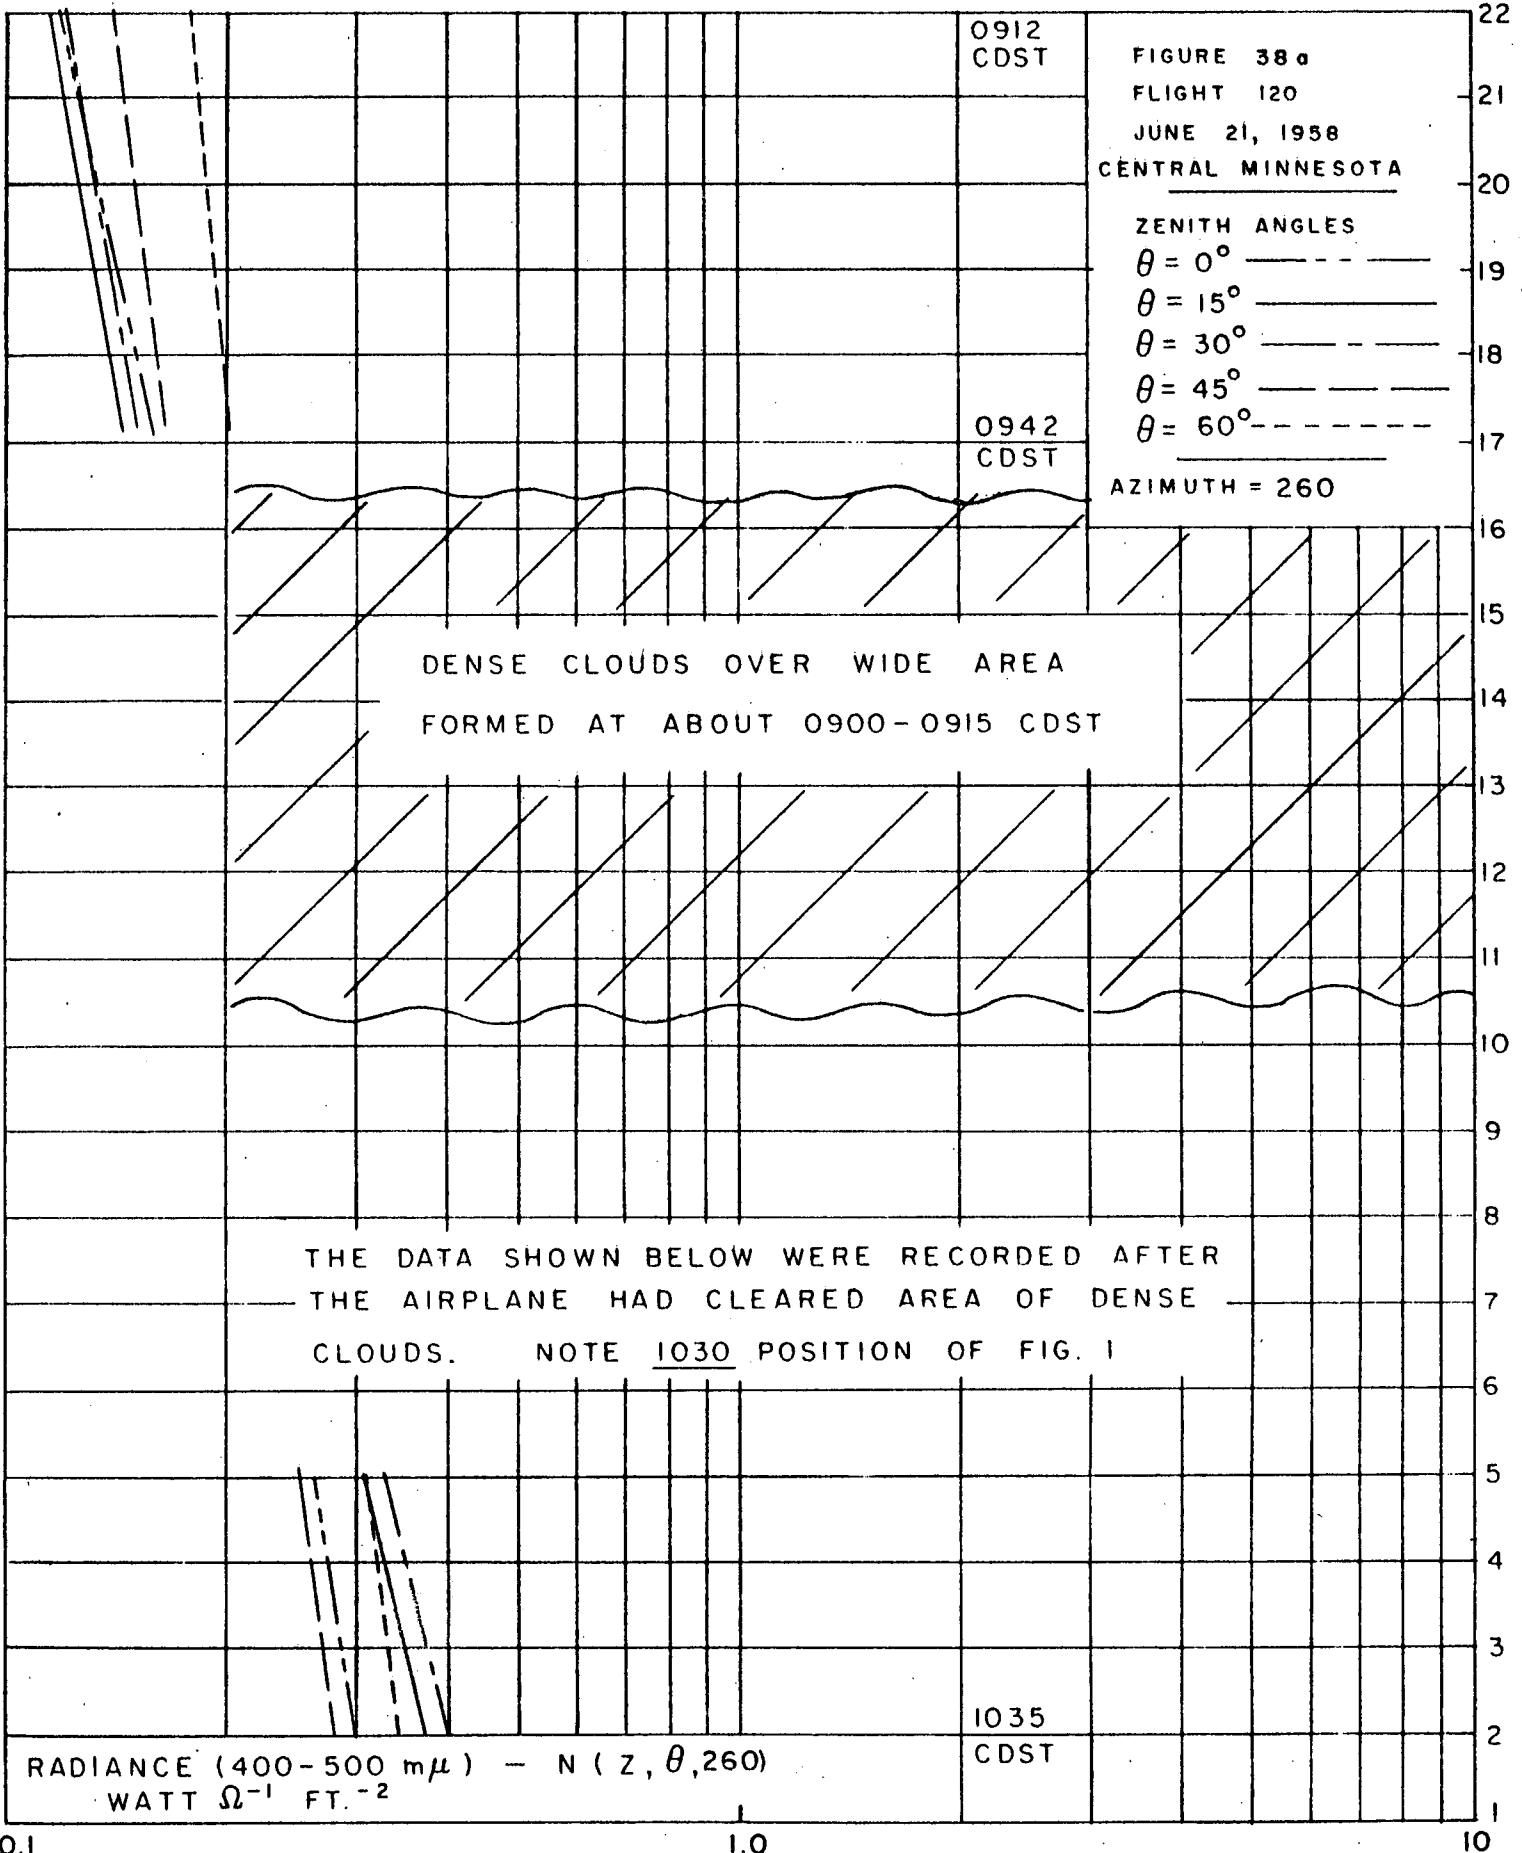 0912
CDST
FIGURE 38a
FLIGHT 120
JUNE 21, 1958
CENTRAL MINNESOTA
ZENITH ANGLES
θ = 0°
θ = 15°
θ = 30°
θ = 45°
θ = 60°
AZIMUTH = 260
22
21
20
19
18
17
16
15
14
13
12
11
10
9
8
7
6
5
4
3
2
1
0942
CDST
DENSE CLOUDS OVER WIDE AREA
FORMED AT ABOUT 0900-0915 CDST
THE DATA SHOWN BELOW WERE RECORDED AFTER
THE AIRPLANE HAD CLEARED AREA OF DENSE
CLOUDS. NOTE 1030 POSITION OF FIG. 1
1035
CDST
RADIANCE (400-500 mμ) - N (Z, θ, 260)
WATT Ω⁻¹ FT.⁻²
0.1
1.0
10